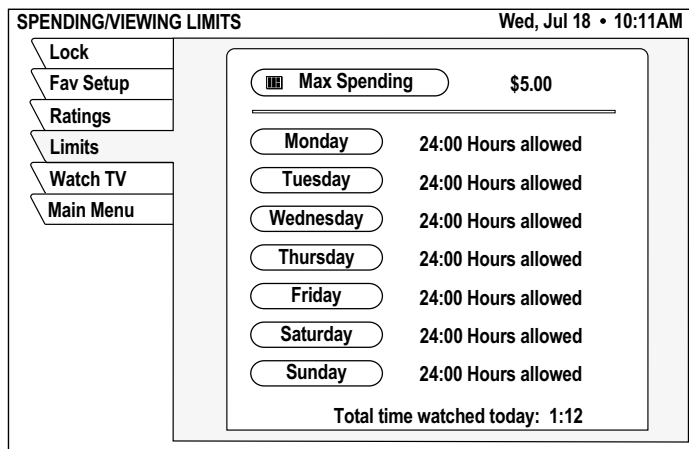 SPENDING/VIEWING LIMITS Wed, Jul 18 • 10:11AM
Lock
Fav Setup
Ratings
Limits
Watch TV
Main Menu
Max Spending $5.00
Monday 24:00 Hours allowed
Tuesday 24:00 Hours allowed
Wednesday 24:00 Hours allowed
Thursday 24:00 Hours allowed
Friday 24:00 Hours allowed
Saturday 24:00 Hours allowed
Sunday 24:00 Hours allowed
Total time watched today: 1:12